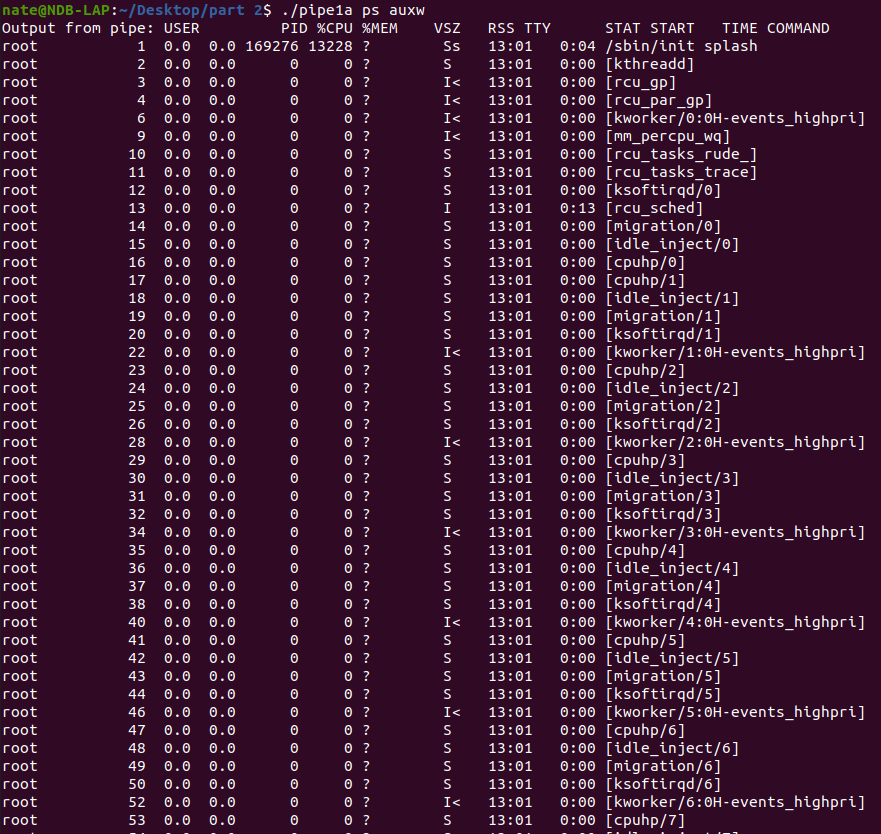 nate@NDB-LAP:~/Desktop/part 2$ ./pipe1a ps auxw
Output from pipe: USER         PID %CPU %MEM    VSZ   RSS TTY      STAT START   TIME COMMAND
root           1  0.0  0.0 169276 13228 ?        Ss   13:01   0:04 /sbin/init splash
root           2  0.0  0.0      0     0 ?        S    13:01   0:00 [kthreadd]
root           3  0.0  0.0      0     0 ?        I<   13:01   0:00 [rcu_gp]
root           4  0.0  0.0      0     0 ?        I<   13:01   0:00 [rcu_par_gp]
root           6  0.0  0.0      0     0 ?        I<   13:01   0:00 [kworker/0:0H-events_highpri]
root           9  0.0  0.0      0     0 ?        I<   13:01   0:00 [mm_percpu_wq]
root          10  0.0  0.0      0     0 ?        S    13:01   0:00 [rcu_tasks_rude_]
root          11  0.0  0.0      0     0 ?        S    13:01   0:00 [rcu_tasks_trace]
root          12  0.0  0.0      0     0 ?        S    13:01   0:00 [ksoftirqd/0]
root          13  0.0  0.0      0     0 ?        I    13:01   0:13 [rcu_sched]
root          14  0.0  0.0      0     0 ?        S    13:01   0:00 [migration/0]
root          15  0.0  0.0      0     0 ?        S    13:01   0:00 [idle_inject/0]
root          16  0.0  0.0      0     0 ?        S    13:01   0:00 [cpuhp/0]
root          17  0.0  0.0      0     0 ?        S    13:01   0:00 [cpuhp/1]
root          18  0.0  0.0      0     0 ?        S    13:01   0:00 [idle_inject/1]
root          19  0.0  0.0      0     0 ?        S    13:01   0:00 [migration/1]
root          20  0.0  0.0      0     0 ?        S    13:01   0:00 [ksoftirqd/1]
root          22  0.0  0.0      0     0 ?        I<   13:01   0:00 [kworker/1:0H-events_highpri]
root          23  0.0  0.0      0     0 ?        S    13:01   0:00 [cpuhp/2]
root          24  0.0  0.0      0     0 ?        S    13:01   0:00 [idle_inject/2]
root          25  0.0  0.0      0     0 ?        S    13:01   0:00 [migration/2]
root          26  0.0  0.0      0     0 ?        S    13:01   0:00 [ksoftirqd/2]
root          28  0.0  0.0      0     0 ?        I<   13:01   0:00 [kworker/2:0H-events_highpri]
root          29  0.0  0.0      0     0 ?        S    13:01   0:00 [cpuhp/3]
root          30  0.0  0.0      0     0 ?        S    13:01   0:00 [idle_inject/3]
root          31  0.0  0.0      0     0 ?        S    13:01   0:00 [migration/3]
root          32  0.0  0.0      0     0 ?        S    13:01   0:00 [ksoftirqd/3]
root          34  0.0  0.0      0     0 ?        I<   13:01   0:00 [kworker/3:0H-events_highpri]
root          35  0.0  0.0      0     0 ?        S    13:01   0:00 [cpuhp/4]
root          36  0.0  0.0      0     0 ?        S    13:01   0:00 [idle_inject/4]
root          37  0.0  0.0      0     0 ?        S    13:01   0:00 [migration/4]
root          38  0.0  0.0      0     0 ?        S    13:01   0:00 [ksoftirqd/4]
root          40  0.0  0.0      0     0 ?        I<   13:01   0:00 [kworker/4:0H-events_highpri]
root          41  0.0  0.0      0     0 ?        S    13:01   0:00 [cpuhp/5]
root          42  0.0  0.0      0     0 ?        S    13:01   0:00 [idle_inject/5]
root          43  0.0  0.0      0     0 ?        S    13:01   0:00 [migration/5]
root          44  0.0  0.0      0     0 ?        S    13:01   0:00 [ksoftirqd/5]
root          46  0.0  0.0      0     0 ?        I<   13:01   0:00 [kworker/5:0H-events_highpri]
root          47  0.0  0.0      0     0 ?        S    13:01   0:00 [cpuhp/6]
root          48  0.0  0.0      0     0 ?        S    13:01   0:00 [idle_inject/6]
root          49  0.0  0.0      0     0 ?        S    13:01   0:00 [migration/6]
root          50  0.0  0.0      0     0 ?        S    13:01   0:00 [ksoftirqd/6]
root          52  0.0  0.0      0     0 ?        I<   13:01   0:00 [kworker/6:0H-events_highpri]
root          53  0.0  0.0      0     0 ?        S    13:01   0:00 [cpuhp/7]